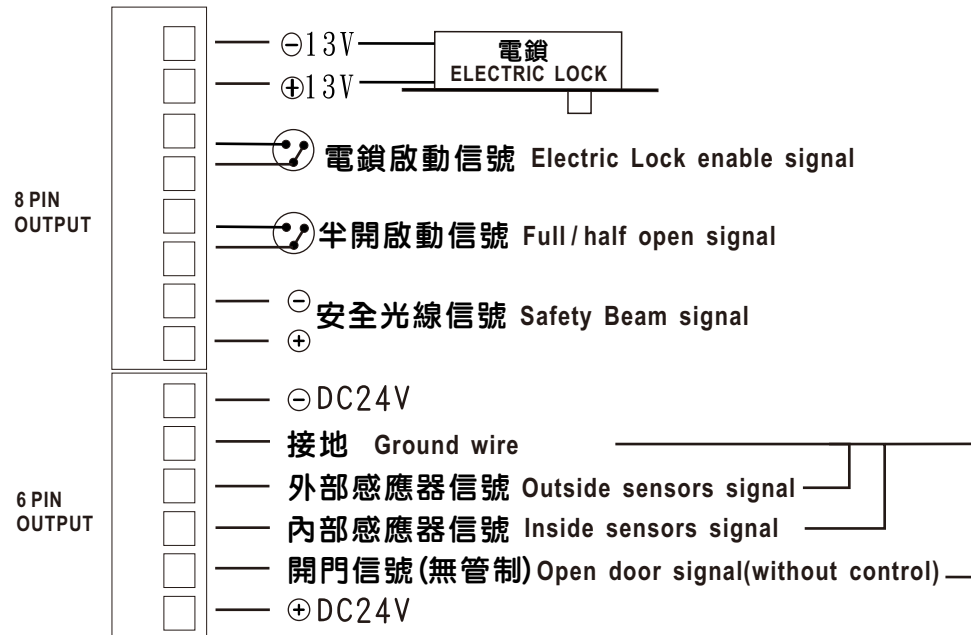 ⊖13V
電鎖
ELECTRIC LOCK
⊕13V
電鎖啟動信號 Electric Lock enable signal
8 PIN
OUTPUT
半開啟動信號 Full / half open signal
⊖
安全光線信號 Safety Beam signal
⊕
⊖DC24V
接地 Ground wire
外部感應器信號 Outside sensors signal
6 PIN
OUTPUT
內部感應器信號 Inside sensors signal
開門信號(無管制)Open door signal(without control)
⊕DC24V